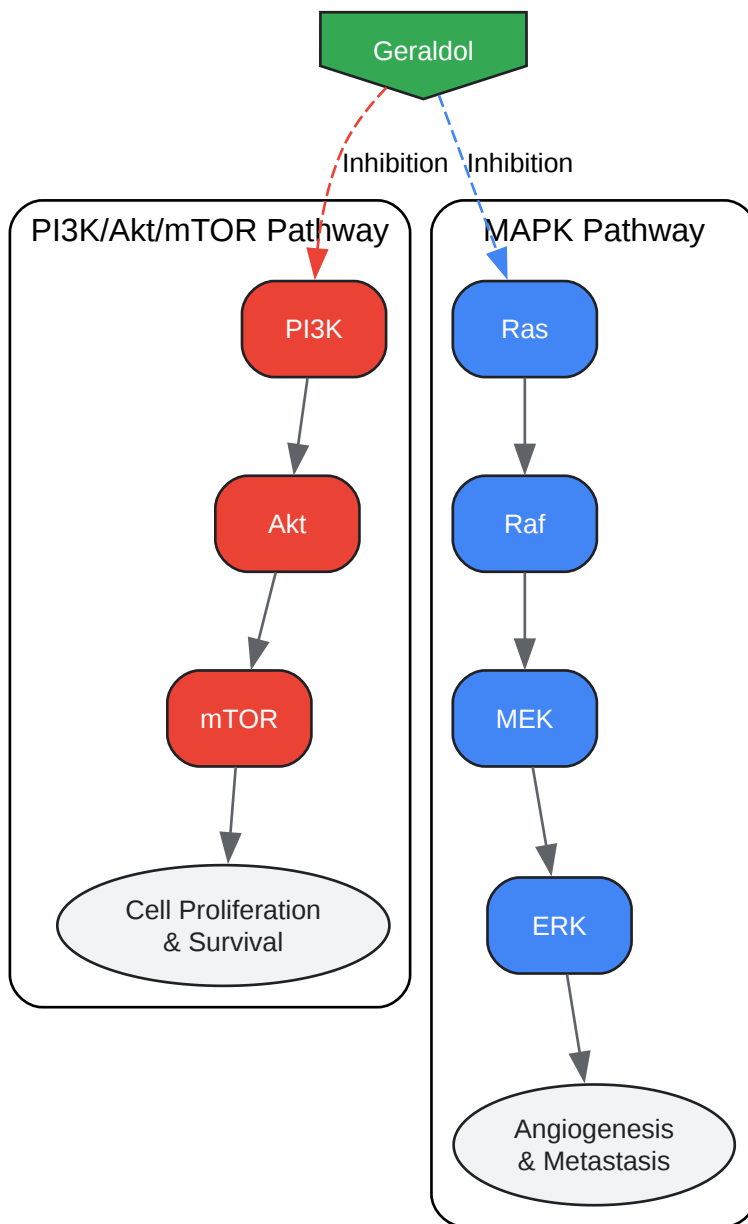 Geraldol
Inhibition
Inhibition
PI3K/Akt/mTOR Pathway
PI3K
Akt
mTOR
Cell Proliferation
& Survival
MAPK Pathway
Ras
Raf
MEK
ERK
Angiogenesis
& Metastasis